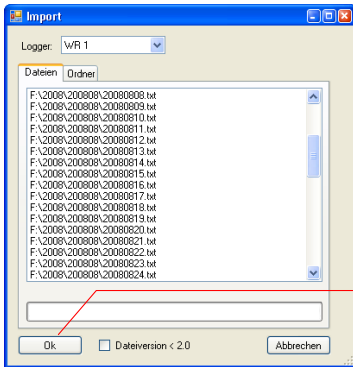 Import
Logger: WR 1
Dateien Ordner
F:\2008\200808\20080808.txt
F:\2008\200808\20080809.txt
F:\2008\200808\20080810.txt
F:\2008\200808\20080811.txt
F:\2008\200808\20080812.txt
F:\2008\200808\20080813.txt
F:\2008\200808\20080814.txt
F:\2008\200808\20080815.txt
F:\2008\200808\20080816.txt
F:\2008\200808\20080817.txt
F:\2008\200808\20080818.txt
F:\2008\200808\20080819.txt
F:\2008\200808\20080820.txt
F:\2008\200808\20080821.txt
F:\2008\200808\20080822.txt
F:\2008\200808\20080823.txt
F:\2008\200808\20080824.txt
Ok Dateiversion < 2.0 Abbrechen